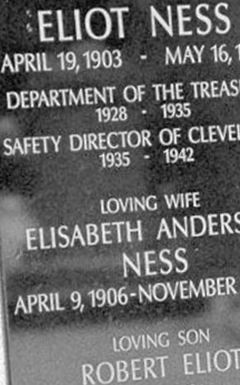 ELIOT NESS
APRIL 19, 1903 - MAY 16, 1
DEPARTMENT OF THE TREAS
1928 - 1935
SAFETY DIRECTOR OF CLEVEL
1935 - 1942
LOVING WIFE
ELISABETH ANDERS
NESS
APRIL 9, 1906 - NOVEMBER
LOVING SON
ROBERT ELIOT